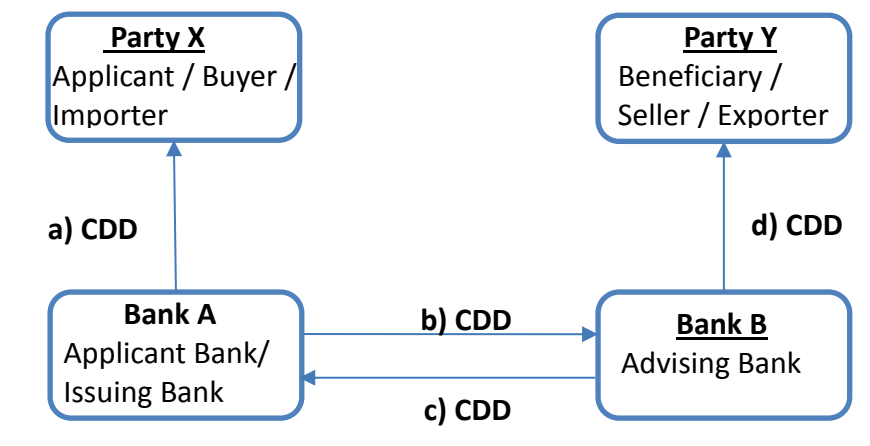 Party X
Applicant / Buyer /
Importer
Party Y
Beneficiary /
Seller / Exporter
a) CDD
d) CDD
Bank A
Applicant Bank/
Issuing Bank
b) CDD
c) CDD
Bank B
Advising Bank